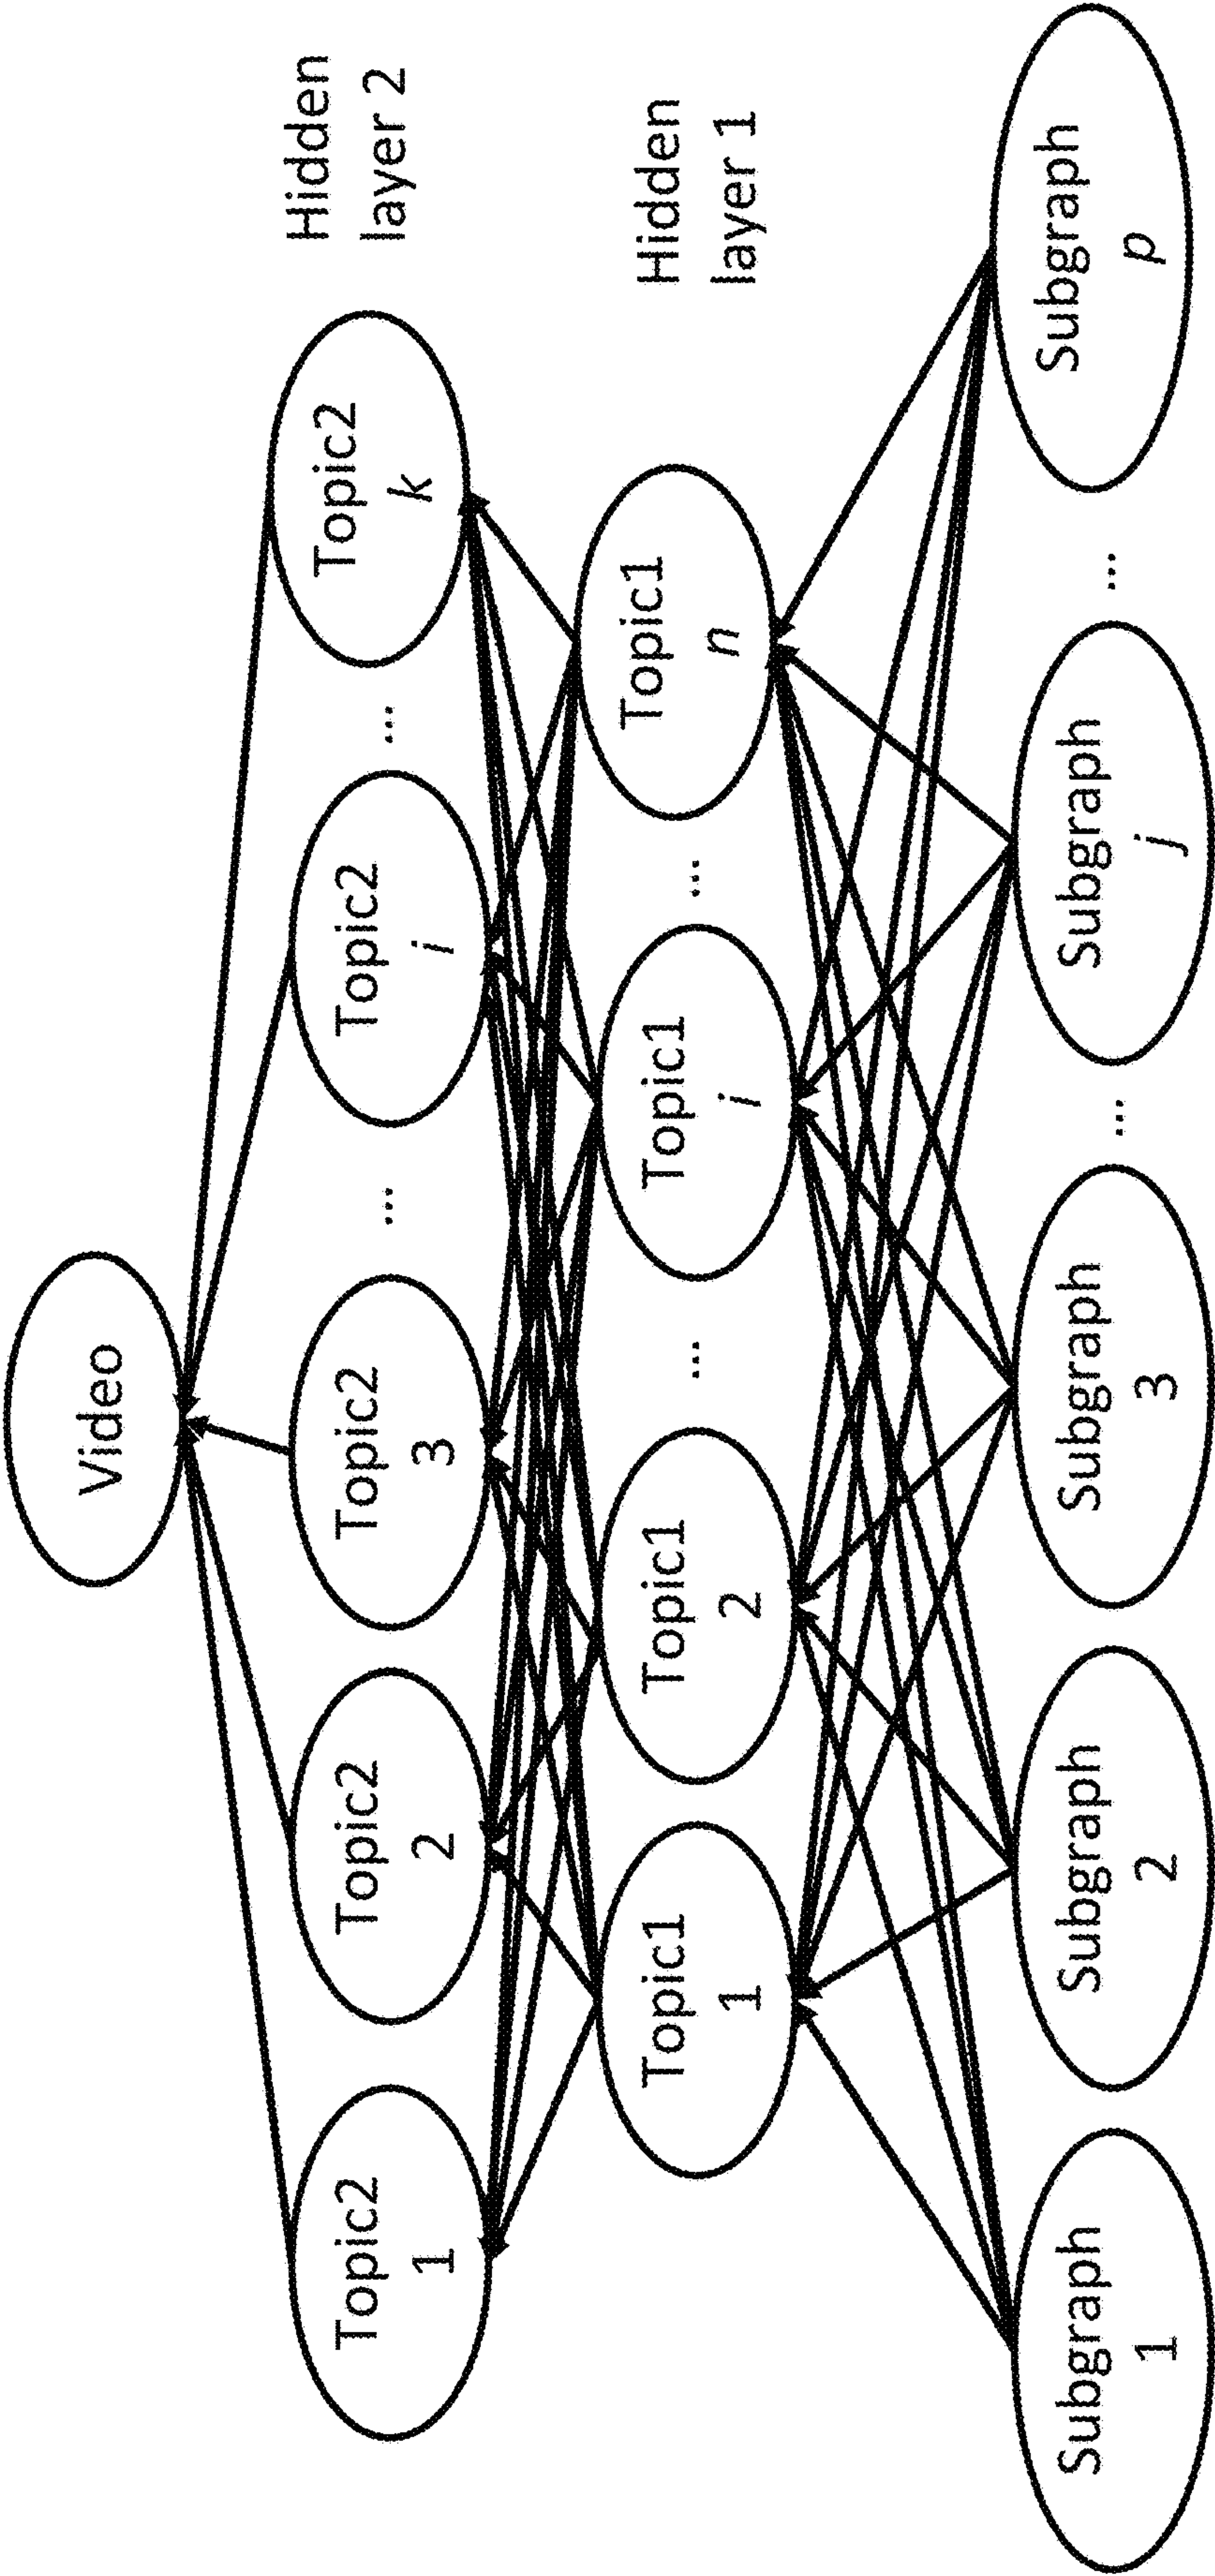 Video
Topic2
1
Topic2
2
Topic2
3
...
Topic2
i
...
Topic2
k
Hidden
layer 2
Topic1
1
Topic1
2
...
Topic1
i
...
Topic1
n
Hidden
layer 1
Subgraph
1
Subgraph
2
Subgraph
3
...
Subgraph
j
...
Subgraph
p